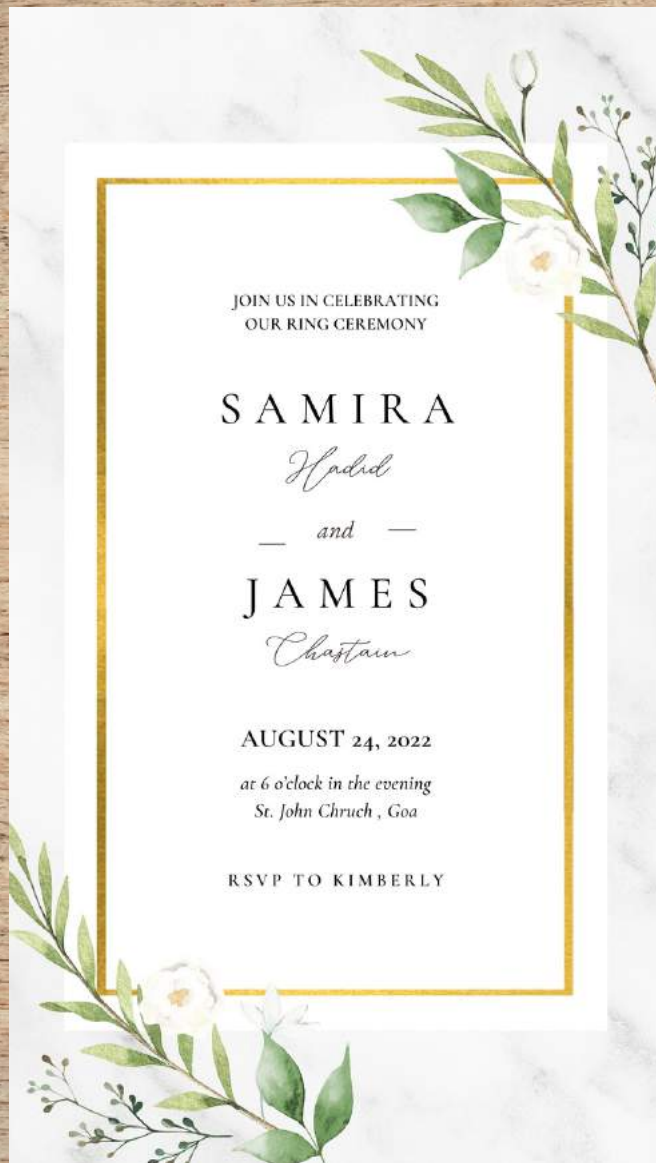 JOIN US IN CELEBRATING
OUR RING CEREMONY
SAMIRA
Hadid
and
JAMES
Chastain
AUGUST 24, 2022
at 6 o'clock in the evening
St. John Chruch , Goa
RSVP TO KIMBERLY